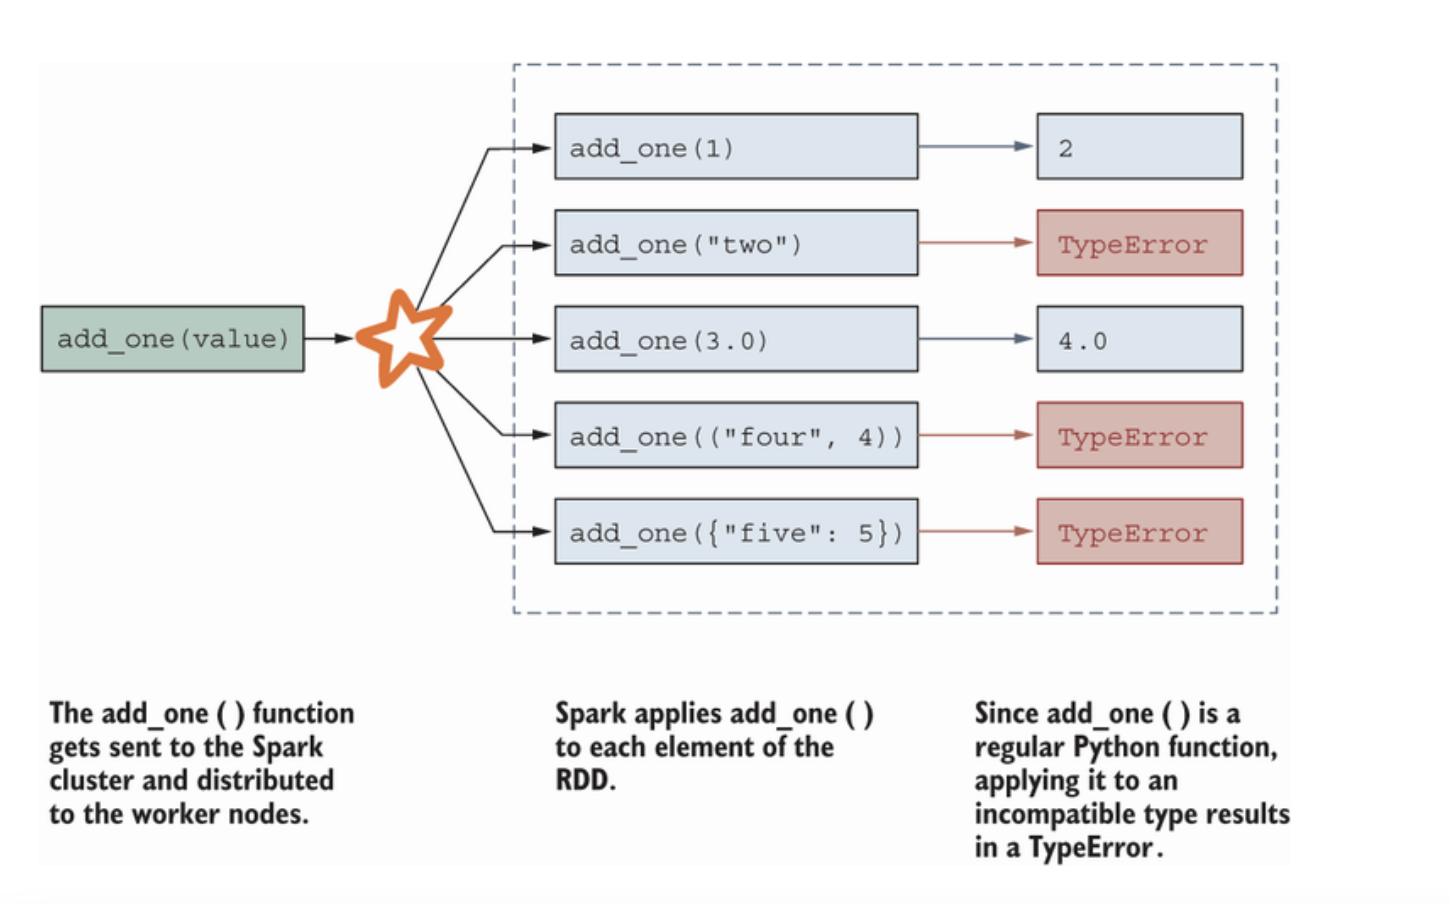 add_one(1)
2
add_one("two")
TypeError
add_one(value)
add_one(3.0)
4.0
add_one(("four", 4))
TypeError
add_one({"five": 5})
TypeError
The add_one ( ) function
gets sent to the Spark
cluster and distributed
to the worker nodes.
Spark applies add_one ( )
to each element of the
RDD.
Since add_one ( ) is a
regular Python function,
applying it to an
incompatible type results
in a TypeError.